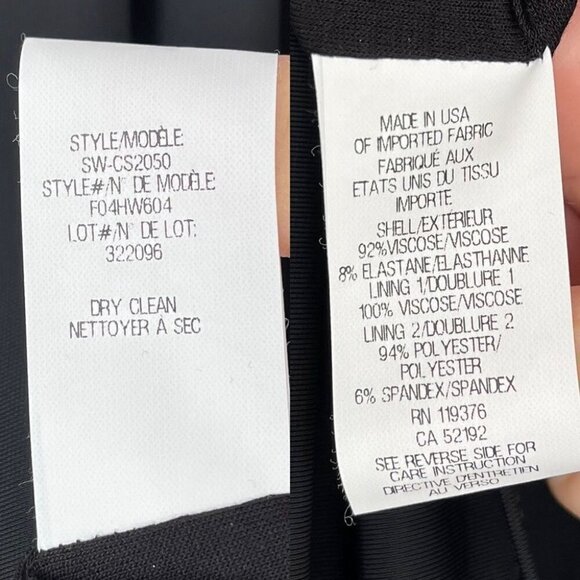 STYLE/MODÈLE:
SW-CS2050
STYLE#/N° DE MODÈLE:
F04HW604
LOT#/N° DE LOT:
322096
DRY CLEAN
NETTOYER À SEC
MADE IN USA
OF IMPORTED FABRIC
FABRIQUÉ AUX
ETATS UNIS DU TISSU
IMPORTE
SHELL/EXTÉRIEUR
92%VISCOSE/VISCOSE
8% ELASTANE/ELASTHANNE
LINING 1/DOUBLURE 1
100% VISCOSE/VISCOSE
LINING 2/DOUBLURE 2
94% POLYESTER/
POLYESTER
6% SPANDEX/SPANDEX
RN 119376
CA 52192
SEE REVERSE SIDE FOR
CARE INSTRUCTION
DIRECTIVE D'ENTRETIEN
AU VERSO